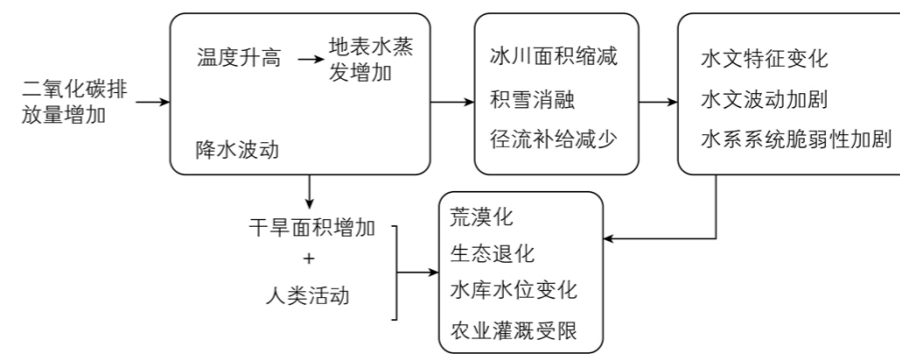 二氧化碳排
放量增加
温度升高
地表水蒸
发增加
降水波动
冰川面积缩减
积雪消融
径流补给减少
水文特征变化
水文波动加剧
水系系统脆弱性加剧
干旱面积增加
+
人类活动
荒漠化
生态退化
水库水位变化
农业灌溉受限